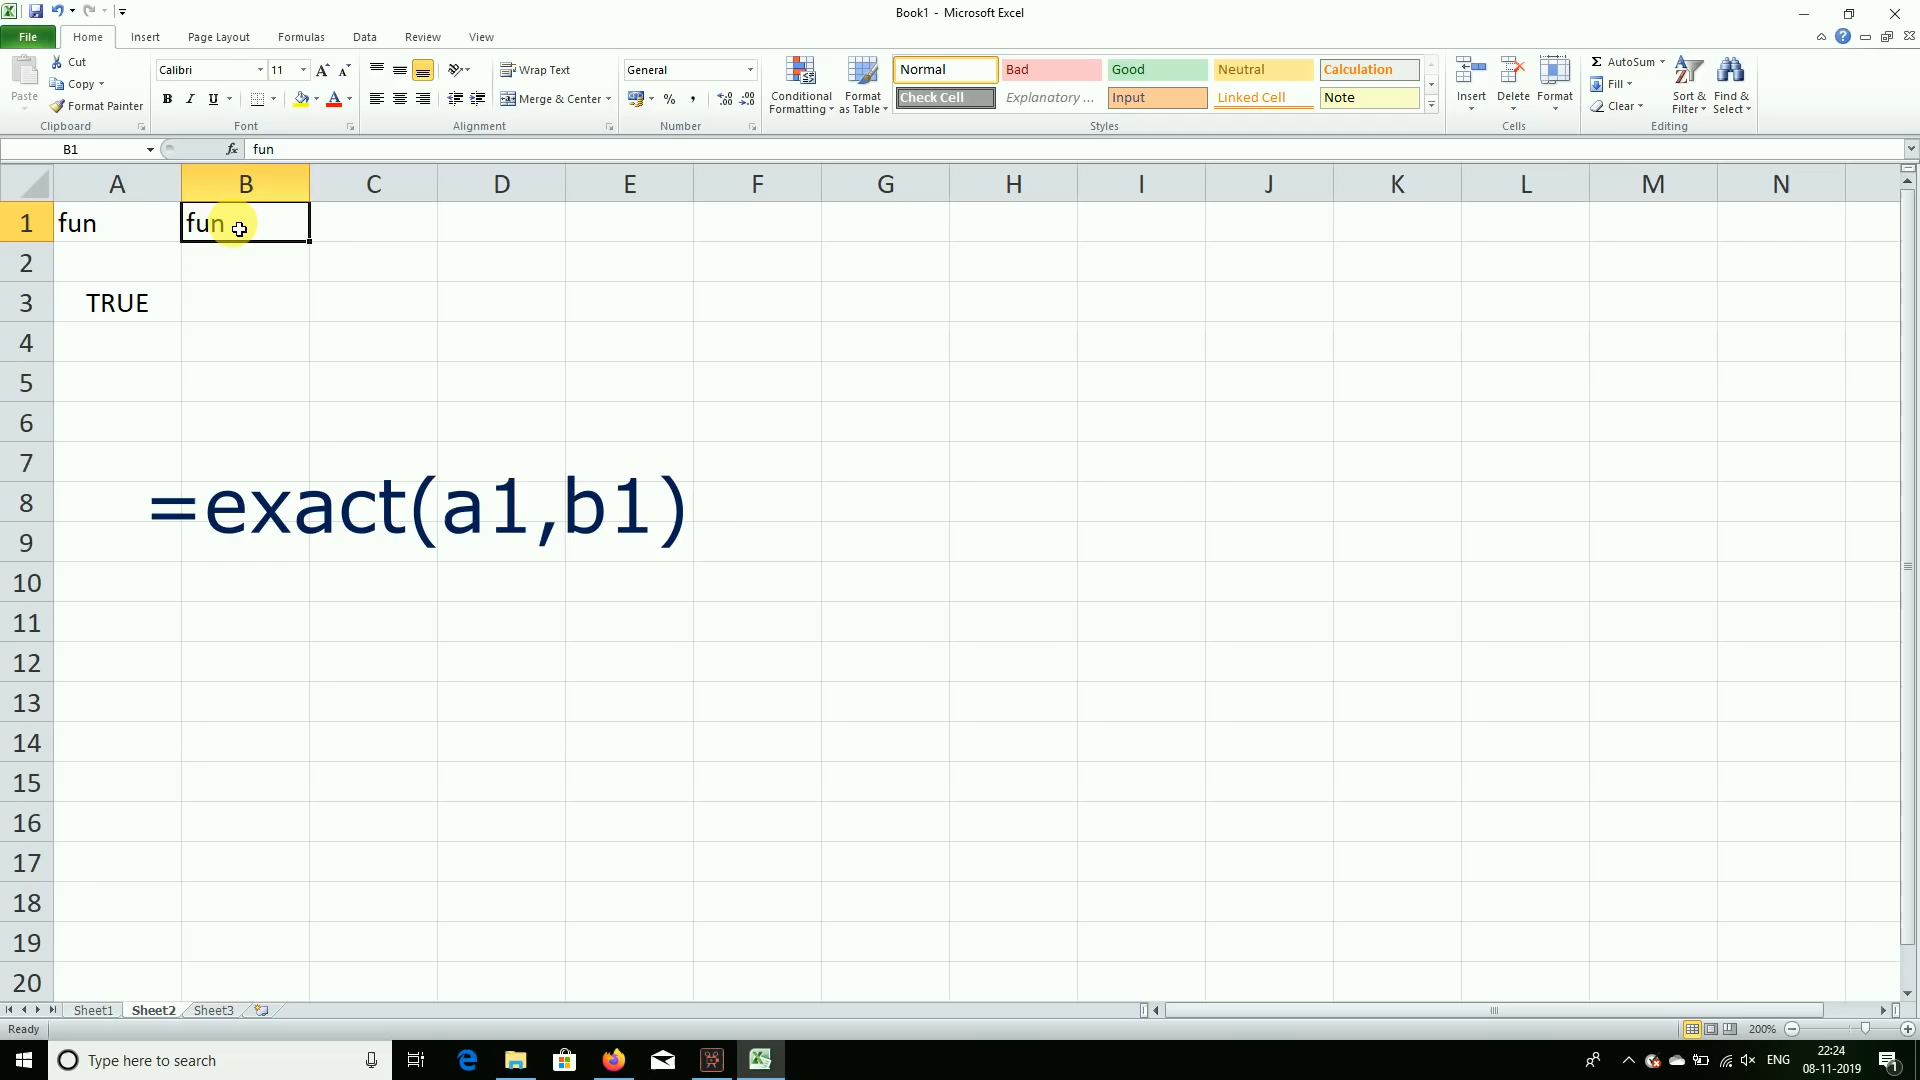 Book1 - Microsoft Excel
File Home Insert Page Layout Formulas Data Review View
Cut
Copy
Format Painter
Paste
Clipboard
Calibri 11
B I U
Font
Wrap Text
Merge & Center
Alignment
General
% ,
Number
Conditional Formatting
Format as Table
Normal Bad Good Neutral Calculation
Check Cell Explanatory ... Input Linked Cell Note
Styles
Insert Delete Format
Cells
Σ AutoSum
Fill
Clear
Sort & Filter
Find & Select
Editing
B1 fx fun
A B C D E F G H I J K L M N
1 fun fun
2
3 TRUE
4
5
6
7
=exact(a1,b1)
8
9
10
11
12
13
14
15
16
17
18
19
20
Sheet1 Sheet2 Sheet3
Ready 200%
Type here to search
ENG
22:24
08-11-2019
1